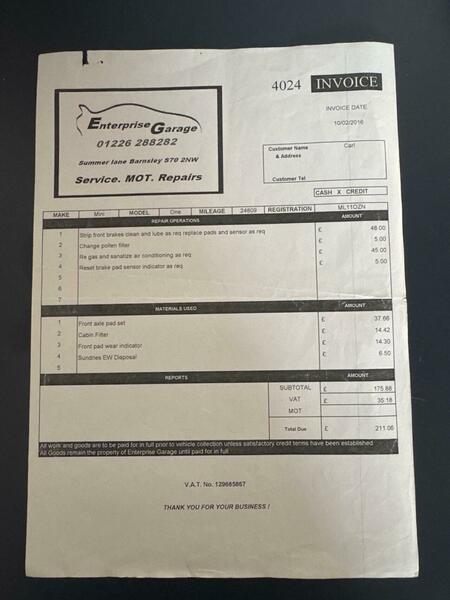 4024 INVOICE
Enterprise Garage
01226 288282
Summer lane Barnsley S70 2NW
Service. MOT. Repairs
INVOICE DATE
10/02/2016
Customer Name Carl
& Address
Customer Tel
CASH X CREDIT
MAKE Mini MODEL One MILEAGE 24609 REGISTRATION ML11OZN
REPAIR OPERATIONS AMOUNT
1 Strip front brakes clean and lube as req replace pads and sensor as req £ 48.00
2 Change pollen filter £ 5.00
3 Re gas and sanatize air conditioning as req £ 45.00
4 Reset brake pad sensor indicator as req £ 5.00
5
6
7
MATERIALS USED AMOUNT
1 Front axle pad set £ 37.66
2 Cabin Filter £ 14.42
3 Front pad wear indicator £ 14.30
4 Sundries EW Disposal £ 6.50
5
REPORTS AMOUNT
SUBTOTAL £ 175.88
VAT £ 35.18
MOT
Total Due £ 211.06
All work and goods are to be paid for in full prior to vehicle collection unless satisfactory credit terms have been established
All Goods remain the property of Enterprise Garage until paid for in full
V.A.T. No. 129665867
THANK YOU FOR YOUR BUSINESS !